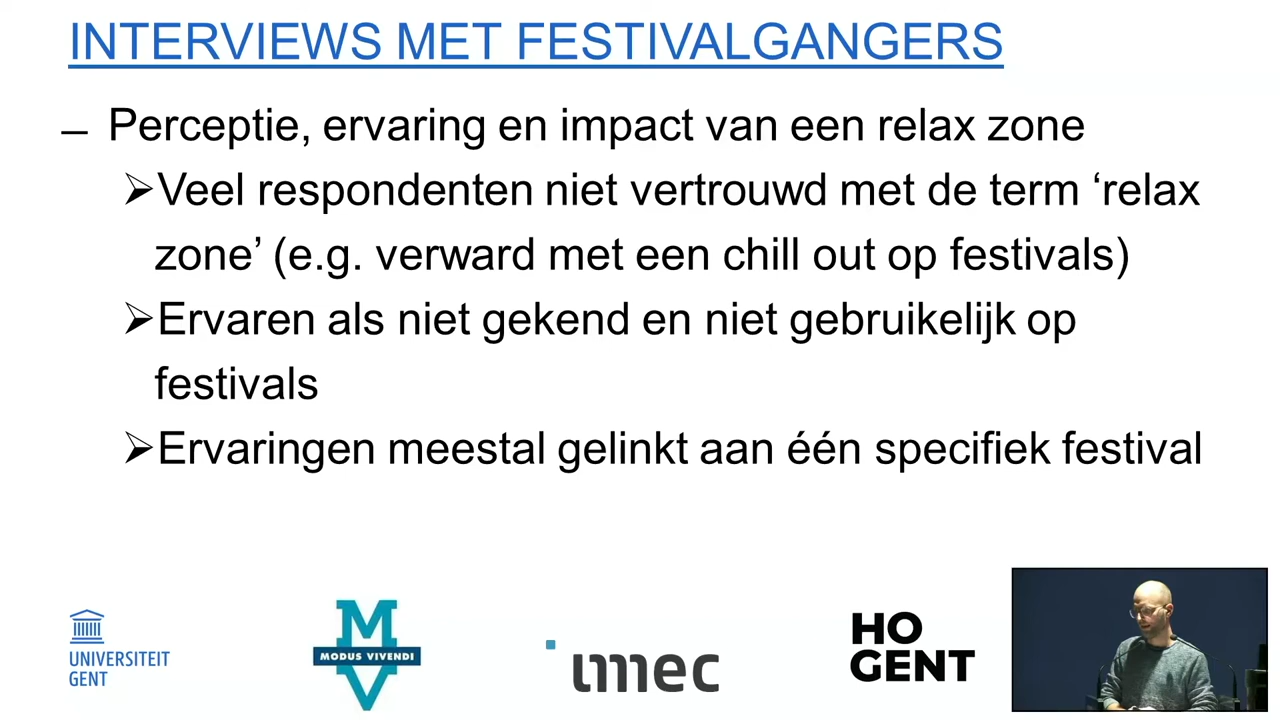 INTERVIEWS MET FESTIVALGANGERS
– Perceptie, ervaring en impact van een relax zone
➢Veel respondenten niet vertrouwd met de term ‘relax
zone’ (e.g. verward met een chill out op festivals)
➢Ervaren als niet gekend en niet gebruikelijk op
festivals
➢Ervaringen meestal gelinkt aan één specifiek festival
UNIVERSITEIT
GENT
M
MODUS VIVENDI
V
imec
HO
GENT